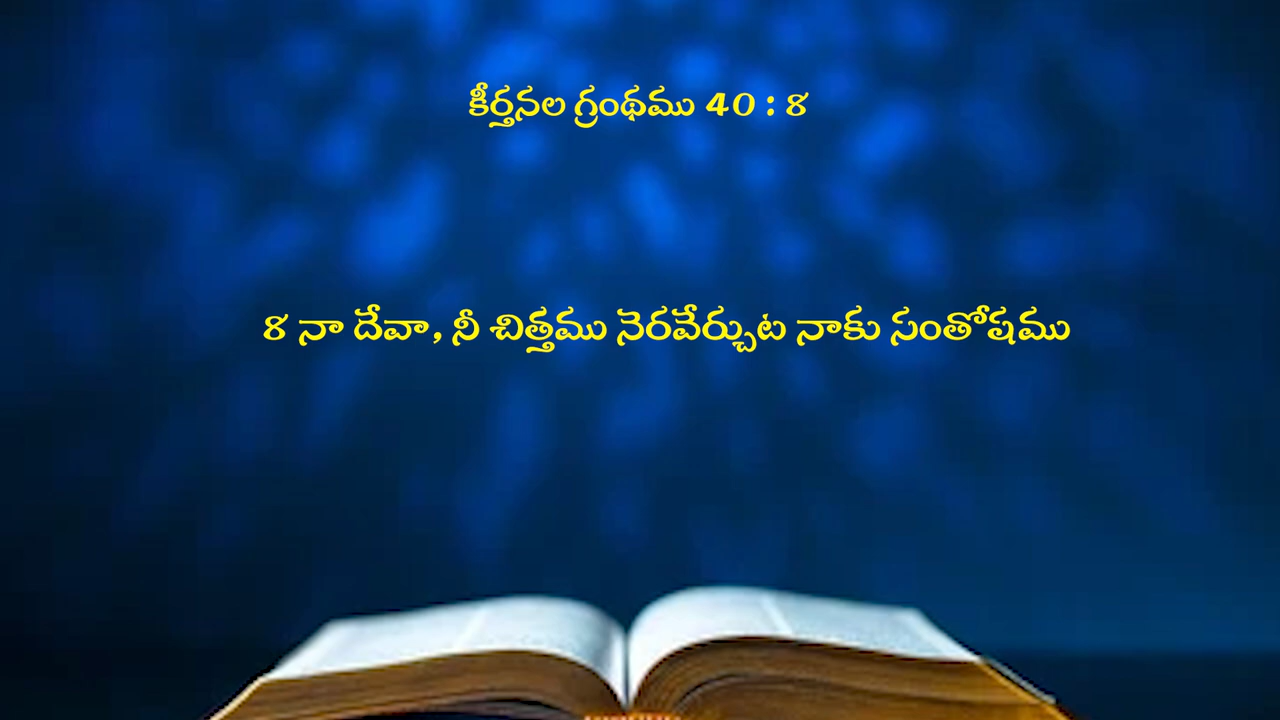 కీర్తనల గ్రంథము 40 : 8
8 నా దేవా, నీ చిత్తము నెరవేర్చుట నాకు సంతోషము